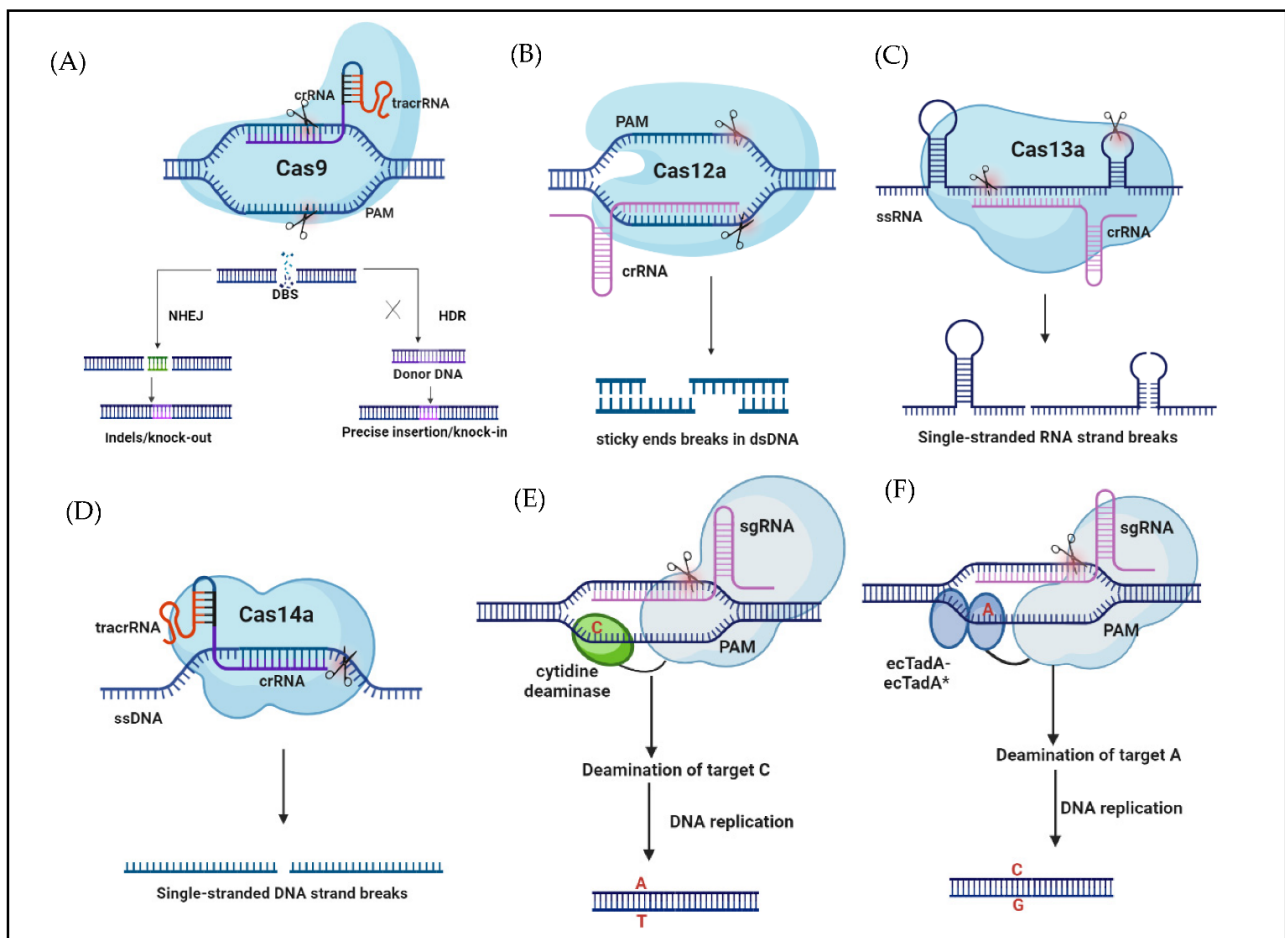 (A)
crRNA
tracrRNA
Cas9
PAM
DBS
NHEJ
HDR
Donor DNA
Indels/knock-out
Precise insertion/knock-in
(B)
PAM
Cas12a
crRNA
sticky ends breaks in dsDNA
(C)
Cas13a
ssRNA
crRNA
Single-stranded RNA strand breaks
(D)
Cas14a
tracrRNA
crRNA
ssDNA
Single-stranded DNA strand breaks
(E)
sgRNA
C
PAM
cytidine
deaminase
Deamination of target C
DNA replication
A
T
(F)
sgRNA
A
PAM
ecTadA-
ecTadA*
Deamination of target A
DNA replication
C
G